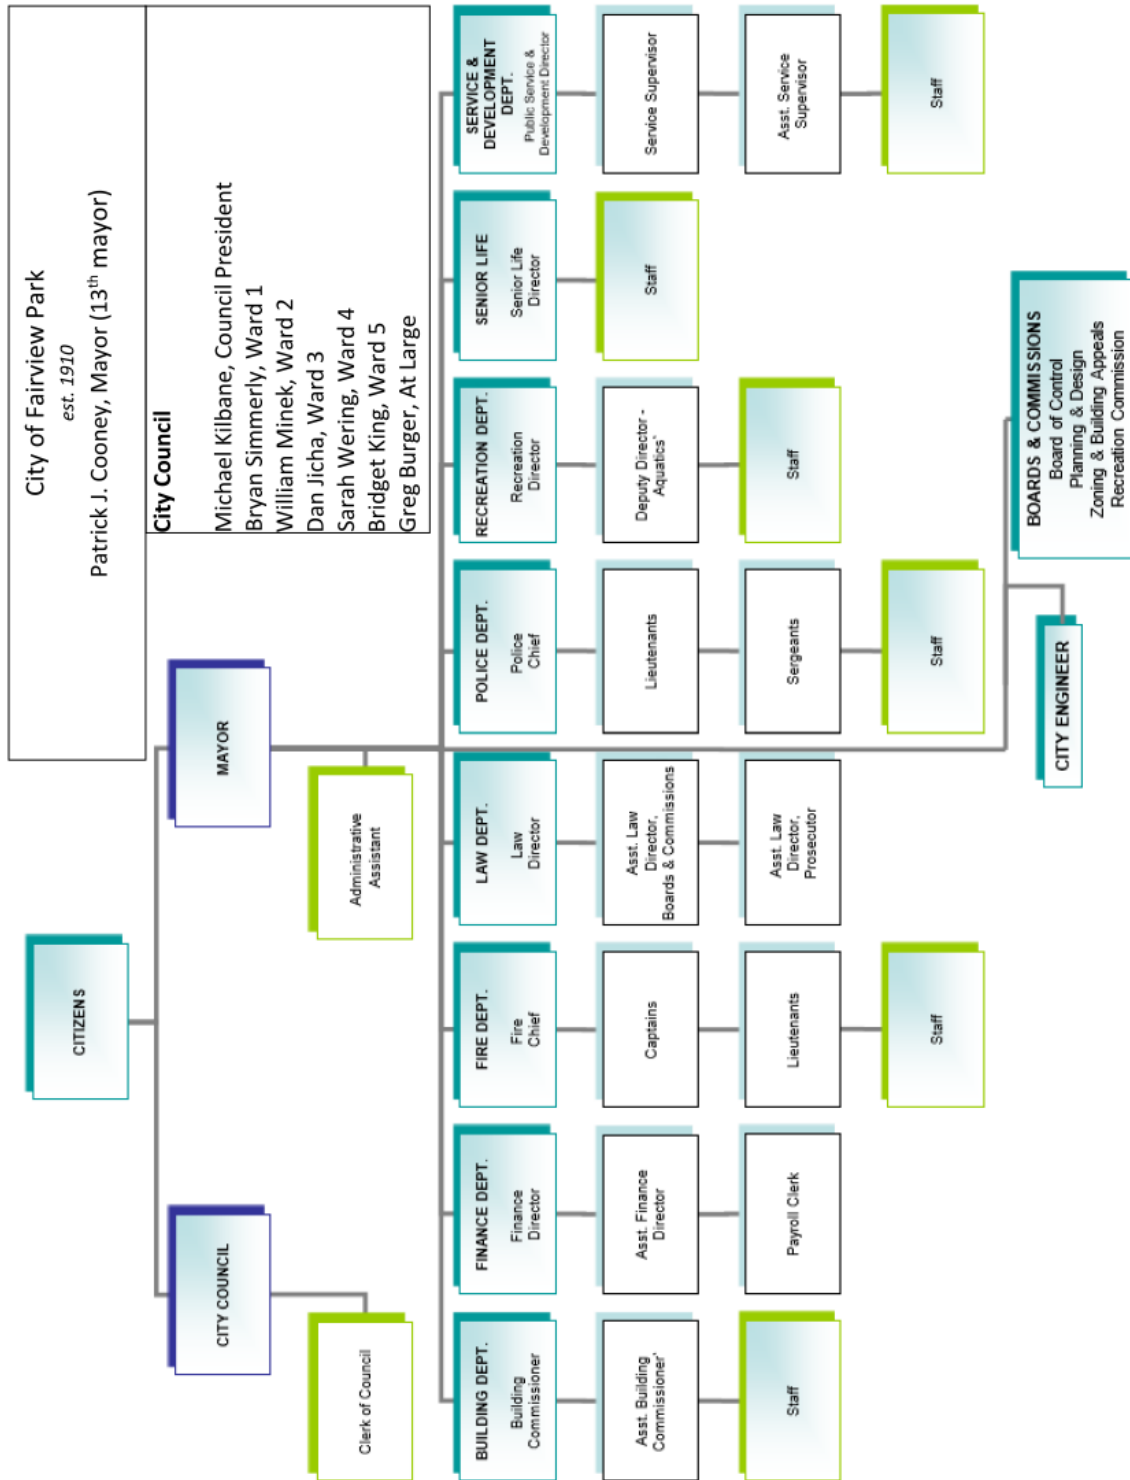 City of Fairview Park
est. 1910
Patrick J. Cooney, Mayor (13th mayor)
City Council
Michael Kilbane, Council President
Bryan Simmerly, Ward 1
William Minek, Ward 2
Dan Jicha, Ward 3
Sarah Wering, Ward 4
Bridget King, Ward 5
Greg Burger, At Large
CITIZENS
CITY COUNCIL
MAYOR
Clerk of Council
Administrative
Assistant
BUILDING DEPT.
Building
Commissioner
Asst. Building
Commissioner`
Staff
FINANCE DEPT.
Finance
Director
Asst. Finance
Director
Payroll Clerk
FIRE DEPT.
Fire
Chief
Captains
Lieutenants
Staff
LAW DEPT.
Law
Director
Asst. Law
Director,
Boards & Commissions
Asst. Law
Director,
Prosecutor
POLICE DEPT.
Police
Chief
Lieutenants
Sergeants
Staff
RECREATION DEPT.
Recreation
Director
Deputy Director -
Aquatics`
Staff
SENIOR LIFE
Senior Life
Director
Staff
SERVICE &
DEVELOPMENT
DEPT.
Public Service &
Development Director
Service Supervisor
Asst. Service
Supervisor
Staff
CITY ENGINEER
BOARDS & COMMISSIONS
Board of Control
Planning & Design
Zoning & Building Appeals
Recreation Commission